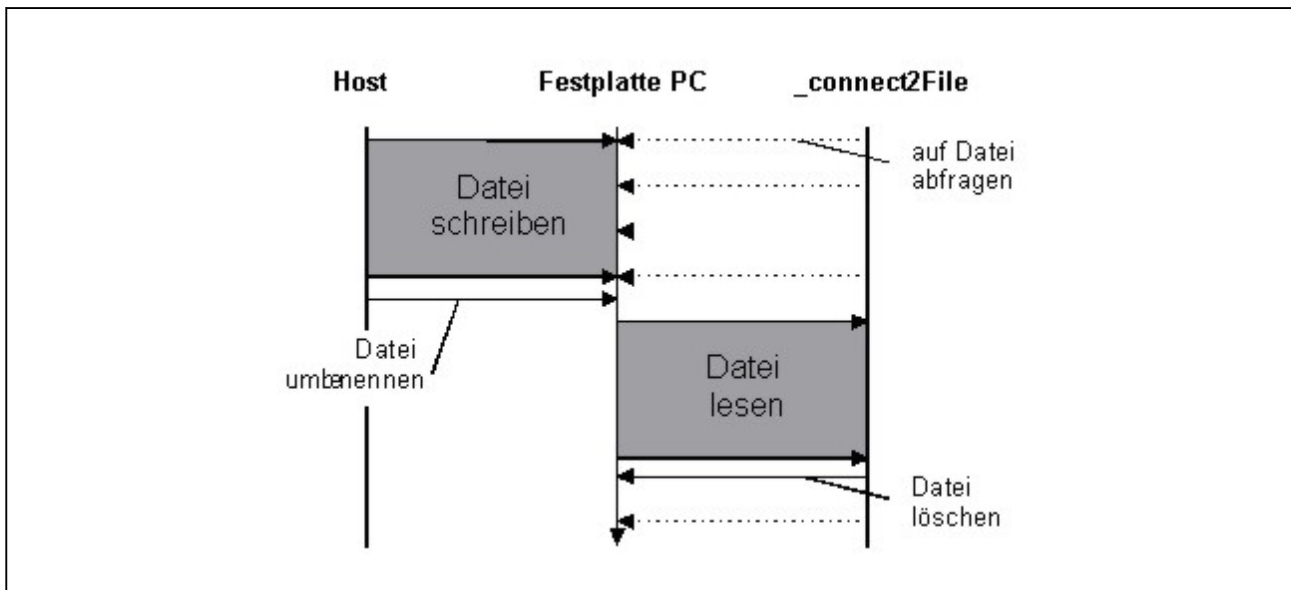 Host Festplatte PC _connect2File
auf Datei
abfragen
Datei
schreiben
Datei
umbenennen
Datei
lesen
Datei
löschen